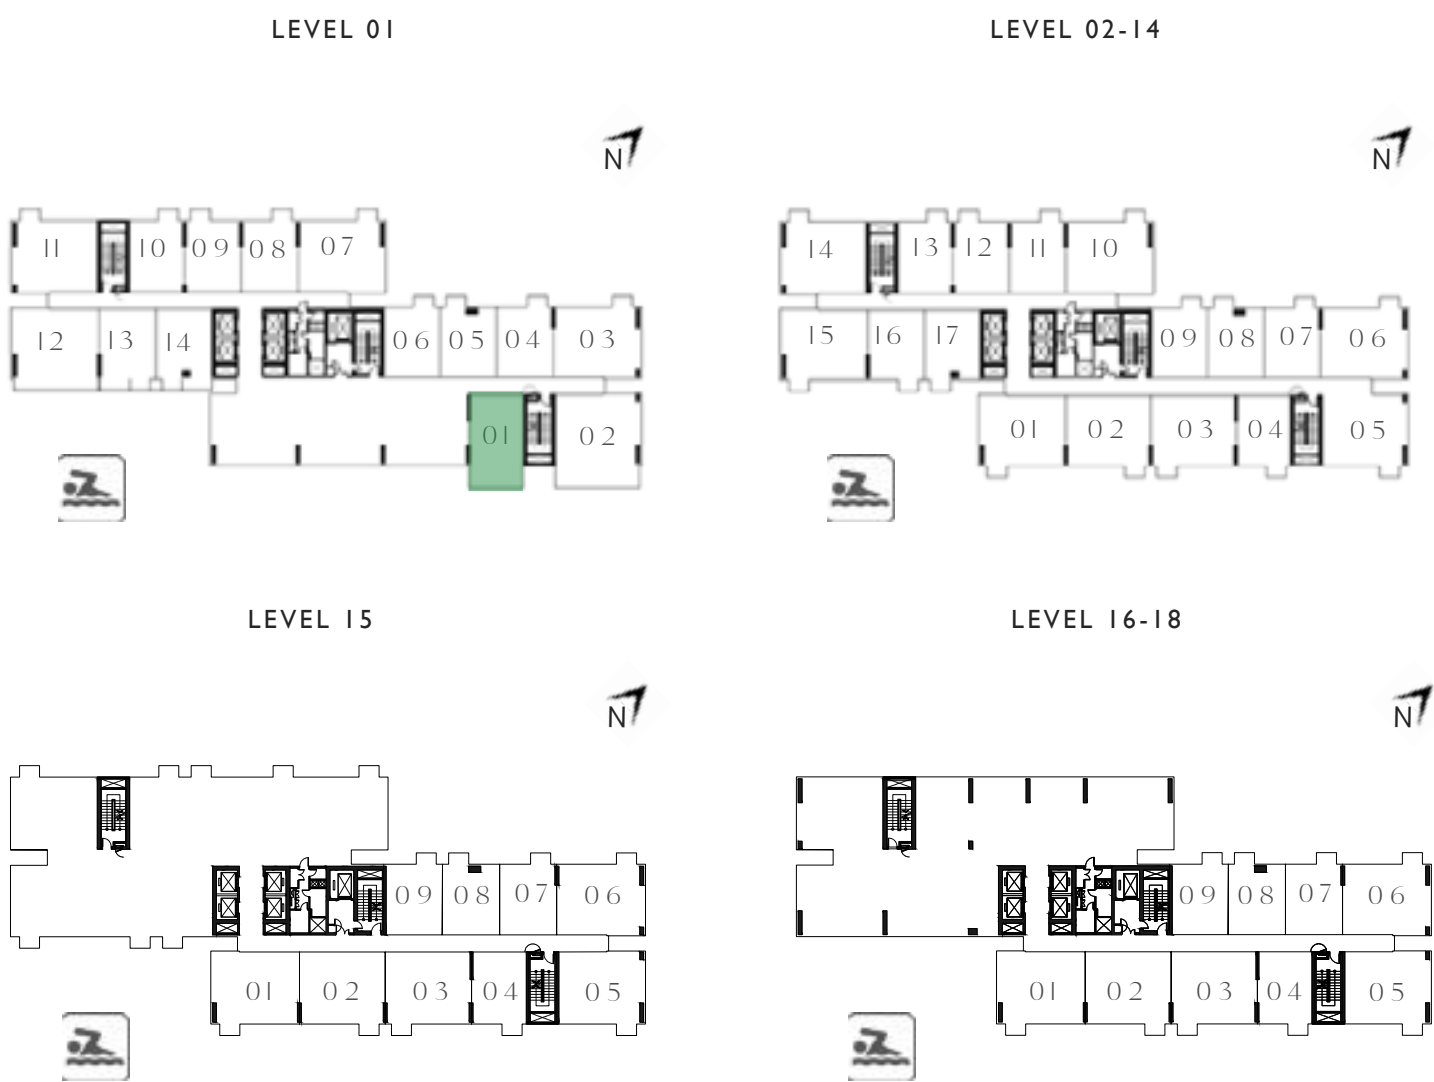 LEVEL 01
LEVEL 02-14
N
N
11 10 09 08 07
14 13 12 11 10
12 13 14 06 05 04 03
15 16 17 09 08 07 06
01 02
01 02 03 04 05
LEVEL 15
LEVEL 16-18
N
N
09 08 07 06
09 08 07 06
01 02 03 04 05
01 02 03 04 05